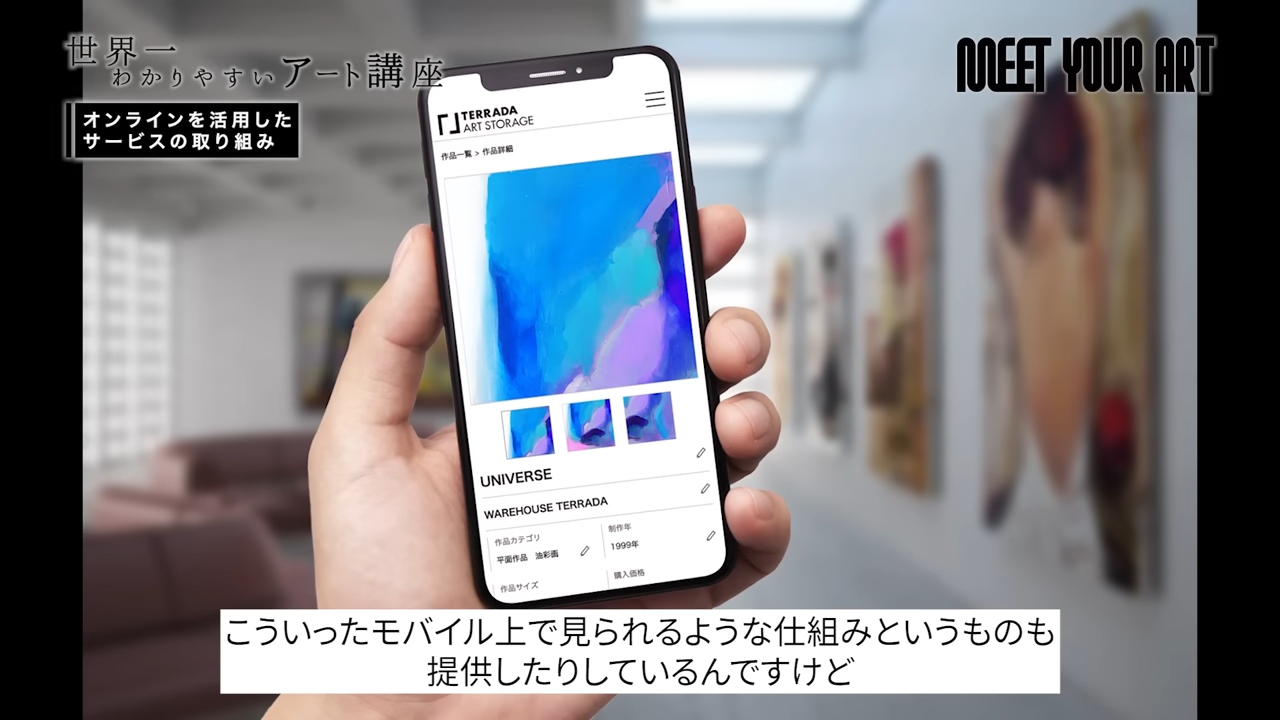 世界一
わかりやすいアート講座
MEET YOUR ART
オンラインを活用した
サービスの取り組み
TERRADA
ART STORAGE
作品一覧 > 作品詳細
UNIVERSE
WAREHOUSE TERRADA
作品カテゴリ
平面作品 油彩画
制作年
1999年
作品サイズ
購入価格
こういったモバイル上で見られるような仕組みというものも
提供したりしているんですけど